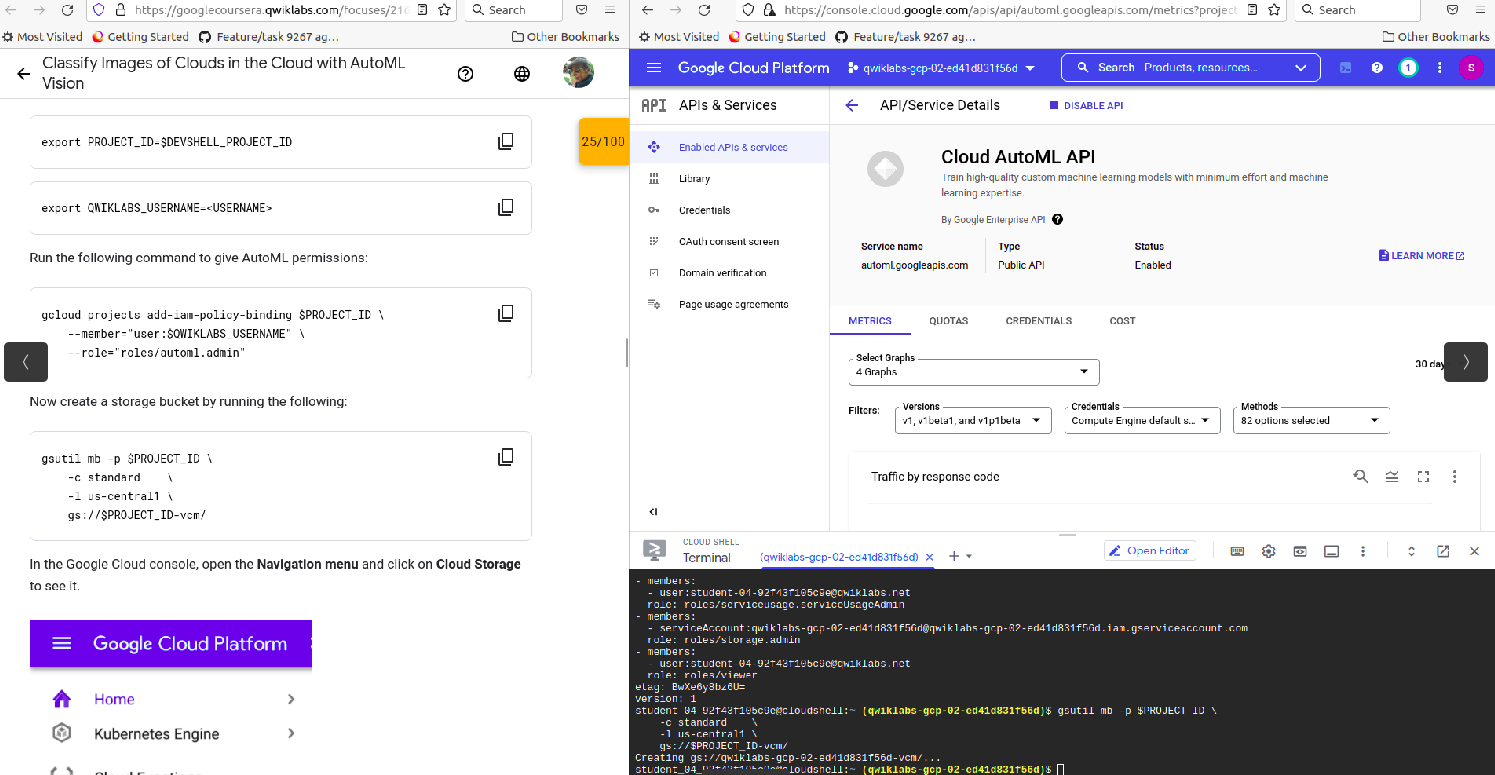 https://googlecoursera.qwiklabs.com/focuses/216
Search
Most Visited
Getting Started
Feature/task 9267 ag…
Other Bookmarks
Classify Images of Clouds in the Cloud with AutoML
Vision
25/100
export PROJECT_ID=$DEVSHELL_PROJECT_ID
export QWIKLABS_USERNAME=<USERNAME>
Run the following command to give AutoML permissions:
gcloud projects add-iam-policy-binding $PROJECT_ID \
--member="user:$QWIKLABS_USERNAME" \
--role="roles/automl.admin"
Now create a storage bucket by running the following:
gsutil mb -p $PROJECT_ID \
-c standard    \
-l us-central1 \
gs://$PROJECT_ID-vcm/
In the Google Cloud console, open the Navigation menu and click on Cloud Storage
to see it.
Google Cloud Platform
Home
Kubernetes Engine
Cloud Functions
https://console.cloud.google.com/apis/api/automl.googleapis.com/metrics?project
Search
Most Visited
Getting Started
Feature/task 9267 ag…
Other Bookmarks
Google Cloud Platform
qwiklabs-gcp-02-ed41d831f56d
Search Products, resources...
1
S
API APIs & Services
API/Service Details
DISABLE API
Enabled APIs & services
Library
Credentials
OAuth consent screen
Domain verification
Page usage agreements
Cloud AutoML API
Train high-quality custom machine learning models with minimum effort and machine
learning expertise.
By Google Enterprise API
Service name
automl.googleapis.com
Type
Public API
Status
Enabled
LEARN MORE
METRICS
QUOTAS
CREDENTIALS
COST
Select Graphs
4 Graphs
30 day
Filters:
Versions
v1, v1beta1, and v1p1beta
Credentials
Compute Engine default s...
Methods
82 options selected
Traffic by response code
CLOUD SHELL
Terminal
(qwiklabs-gcp-02-ed41d831f56d)
Open Editor
- members:
- user:student-04-92f43f105c9e@qwiklabs.net
role: roles/serviceusage.serviceUsageAdmin
- members:
- serviceAccount:qwiklabs-gcp-02-ed41d831f56d@qwiklabs-gcp-02-ed41d831f56d.iam.gserviceaccount.com
role: roles/storage.admin
- members:
- user:student-04-92f43f105c9e@qwiklabs.net
role: roles/viewer
etag: BwXe6y8bz6U=
version: 1
student_04_92f43f105c9e@cloudshell:~ (qwiklabs-gcp-02-ed41d831f56d)$ gsutil mb -p $PROJECT_ID \
-c standard    \
-l us-central1 \
gs://$PROJECT_ID-vcm/
Creating gs://qwiklabs-gcp-02-ed41d831f56d-vcm/...
student_04_92f43f105c9e@cloudshell:~ (qwiklabs-gcp-02-ed41d831f56d)$